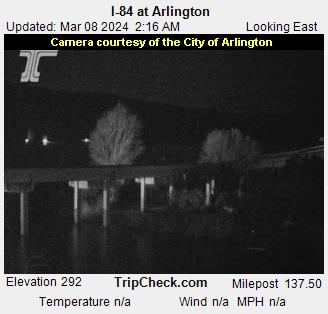 I-84 at Arlington
Updated: Mar 08 2024 2:16 AM Looking East
Camera courtesy of the City of Arlington
Elevation 292 TripCheck.com Milepost 137.50
Temperature n/a Wind n/a MPH n/a